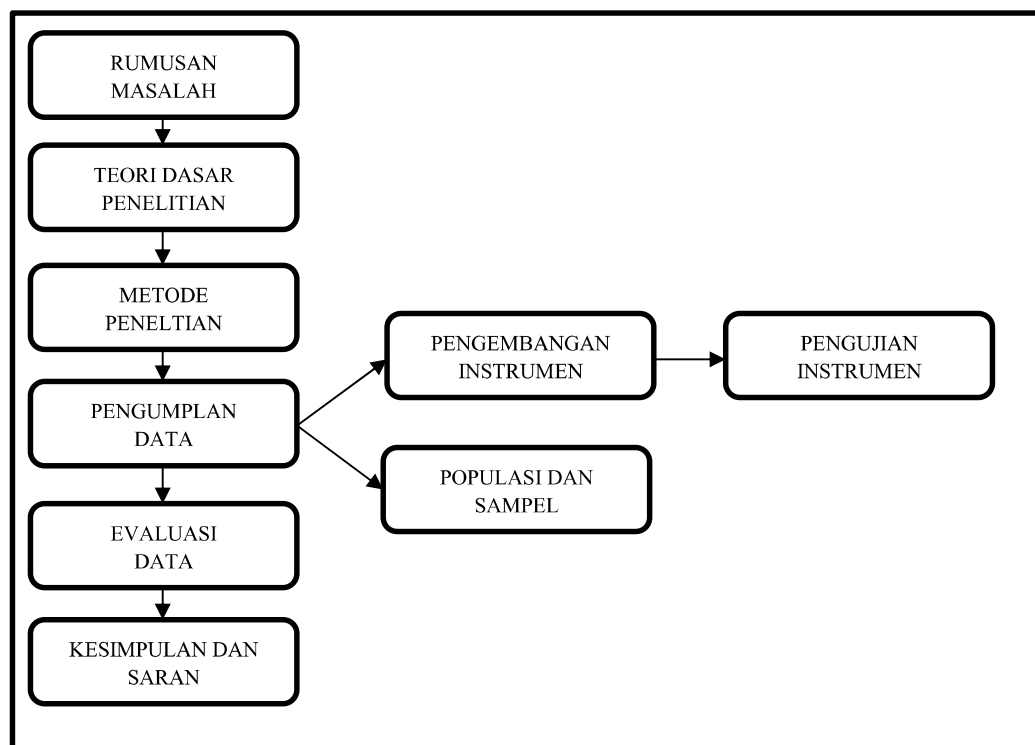 RUMUSAN
MASALAH
TEORI DASAR
PENELITIAN
METODE
PENELTIAN
PENGUMPLAN
DATA
PENGEMBANGAN
INSTRUMEN
PENGUJIAN
INSTRUMEN
POPULASI DAN
SAMPEL
EVALUASI
DATA
KESIMPULAN DAN
SARAN